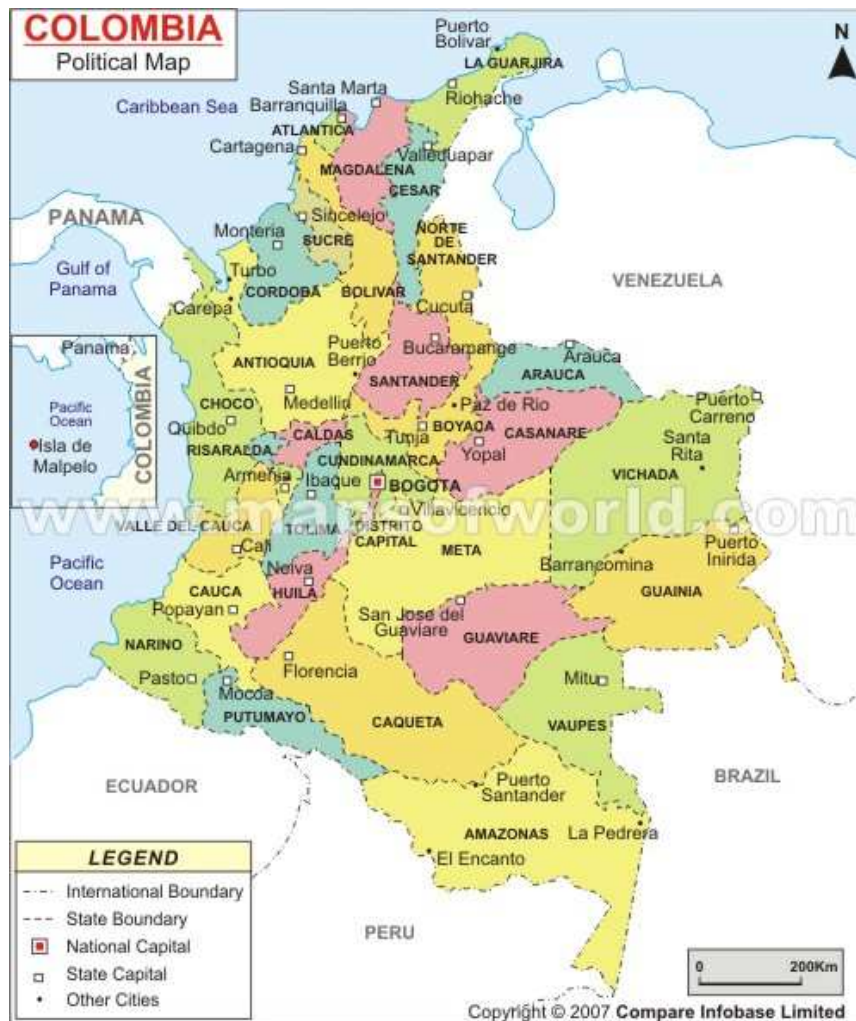 COLOMBIA
Political Map
N
Puerto
Bolivar
LA GUARJIRA
Santa Marta
Riohache
Caribbean Sea
Barranquilla
ATLANTICA
Cartagena
Valleduapar
MAGDALENA
CESAR
PANAMA
Sincelejo
Monteria
SUCRE
NORTE
DE
SANTANDER
VENEZUELA
Gulf of
Panama
Turbo
CORDOBA
BOLIVAR
Carepa
Cucuta
Puerto
Berrjo
Bucaramange
Arauca
Panama
ANTIOQUIA
SANTANDER
ARAUCA
Pacific
Ocean
COLOMBIA
Isla de
Malpelo
CHOCO
Medellin
Paz de Rio
Puerto
Carreno
Quibdo
CALDAS
Tunja
BOYACA
CASANARE
RISARALDA
CUNDINAMARCA
Yopal
Santa
Rita
VICHADA
Armenia
Ibaque
BOGOTA
www.mapsofworld.com
VALLE DEL CAUCA
TOLIMA
DISTRITO
CAPITAL
Villavicencio
META
Pacific
Ocean
Cali
Barrancomina
Puerto
Inirida
Neiva
HUILA
CAUCA
GUAINIA
Popayan
San Jose del
Guaviare
GUAVIARE
NARINO
Florencia
Pasto
Mocoa
Mitu
PUTUMAYO
CAQUETA
VAUPES
ECUADOR
BRAZIL
Puerto
Santander
AMAZONAS
La Pedrera
El Encanto
LEGEND
International Boundary
State Boundary
National Capital
State Capital
Other Cities
PERU
0 200Km
Copyright © 2007 Compare Infobase Limited